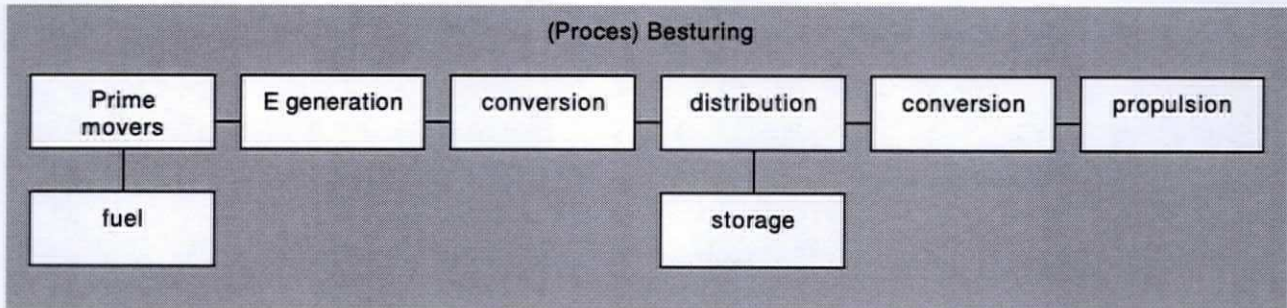 (Proces) Besturing
Prime
movers
E generation
conversion
distribution
conversion
propulsion
fuel
storage